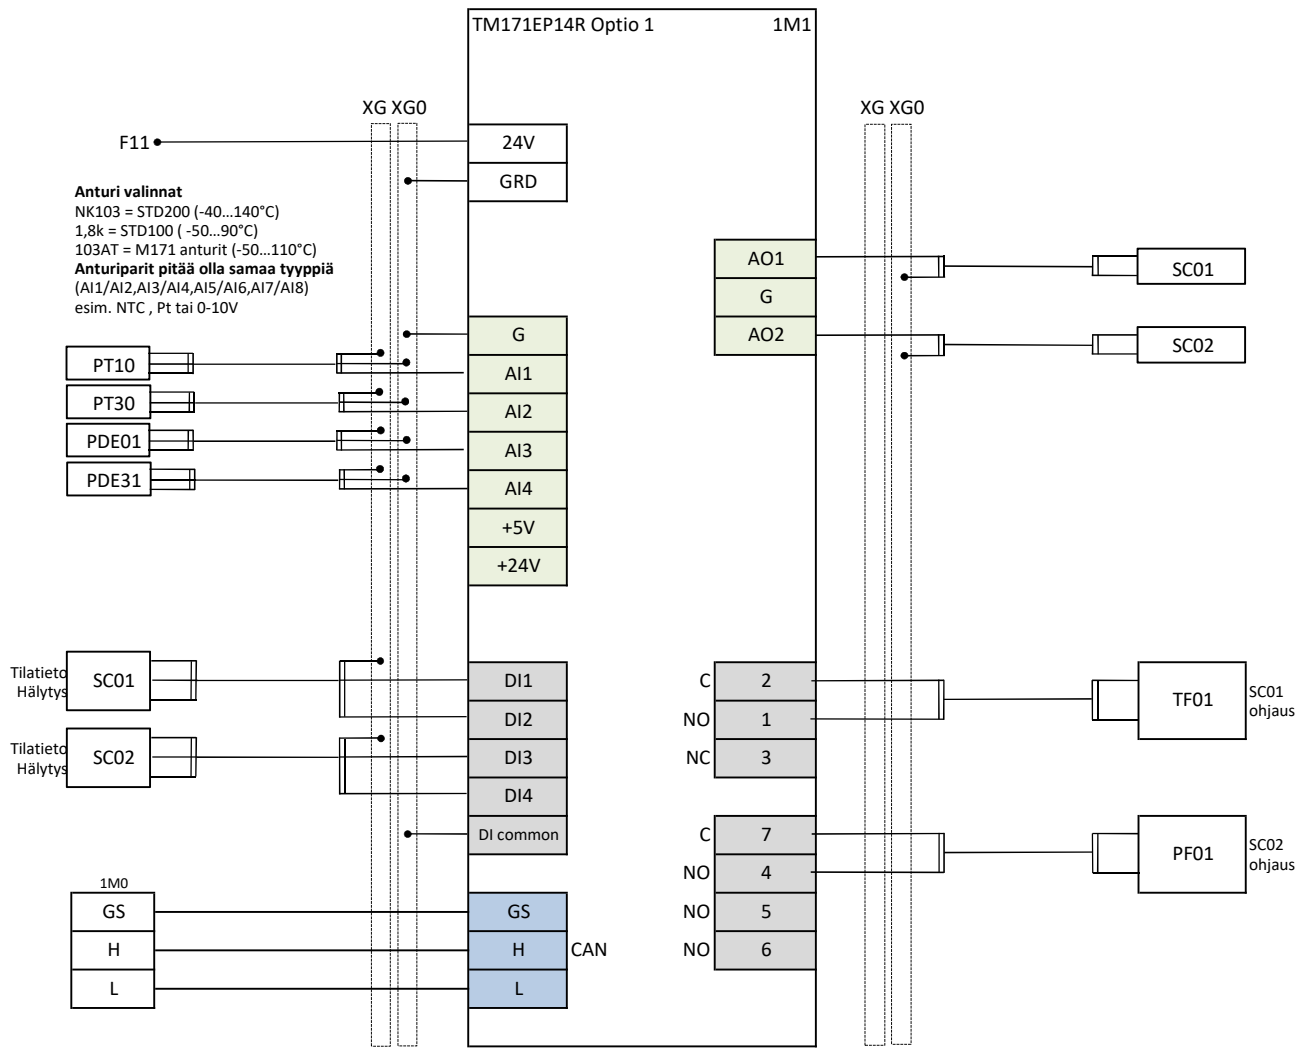 TM171EP14R Optio 1 1M1
XG XG0 XG XG0
F11 24V
GRD
Anturi valinnat
NK103 = STD200 (-40...140°C)
1,8k = STD100 ( -50...90°C)
103AT = M171 anturit (-50...110°C)
Anturiparit pitää olla samaa tyyppiä
(AI1/AI2,AI3/AI4,AI5/AI6,AI7/AI8)
esim. NTC , Pt tai 0-10V
AO1 SC01
G
AO2 SC02
G
PT10 AI1
PT30 AI2
PDE01 AI3
PDE31 AI4
+5V
+24V
Tilatieto
Hälytys
SC01 DI1
DI2
Tilatieto
Hälytys
SC02 DI3
DI4
DI common
C 2
NO 1
NC 3
TF01
SC01
ohjaus
C 7
NO 4
NO 5
NO 6
PF01
SC02
ohjaus
1M0
GS GS
H H CAN
L L